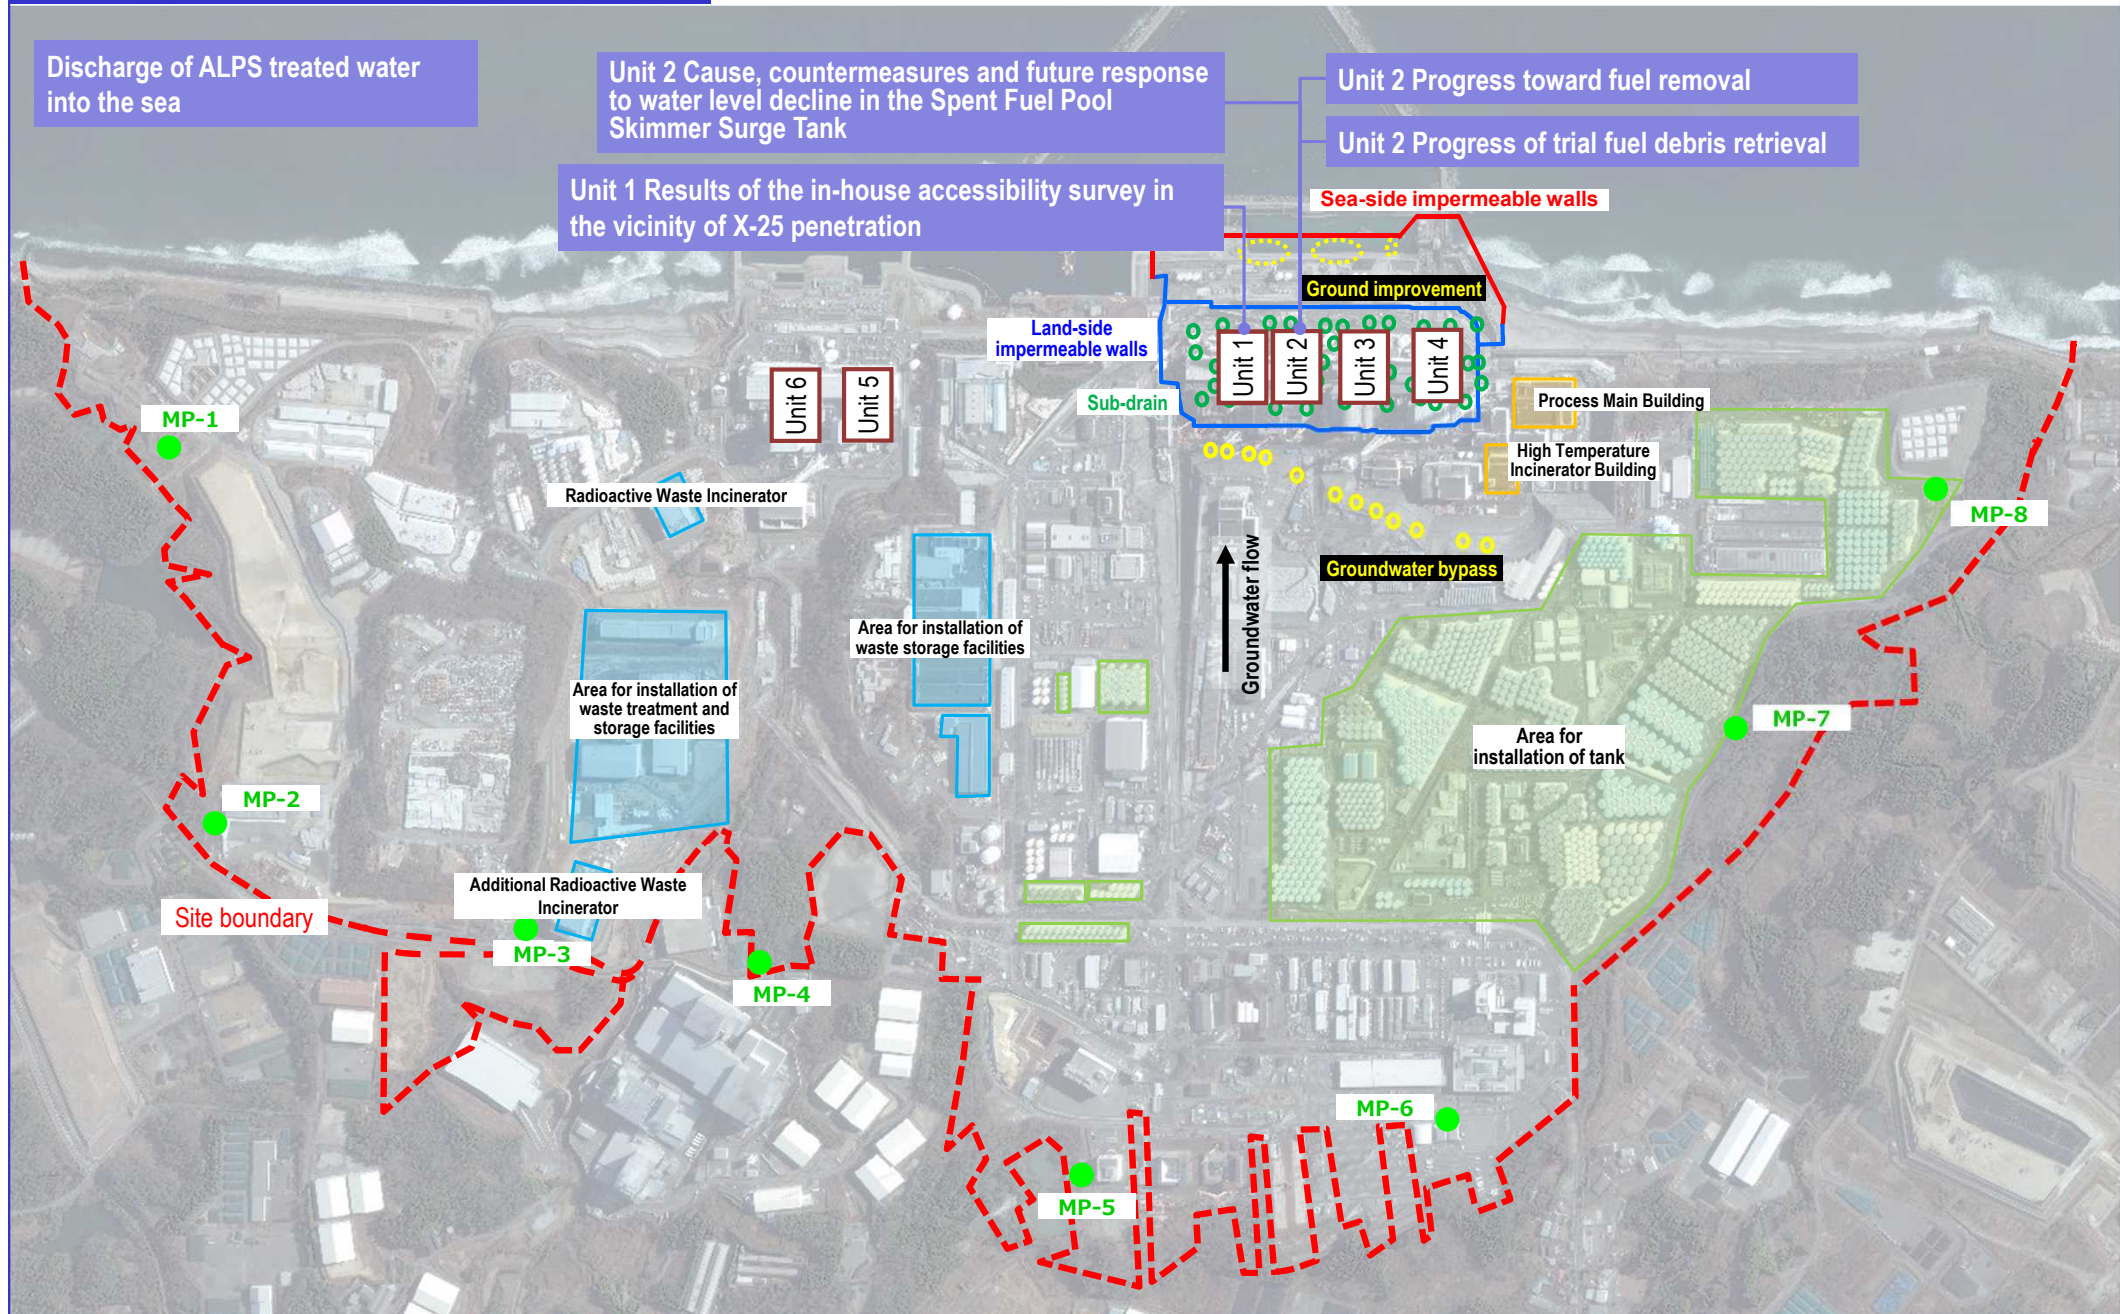 Discharge of ALPS treated water
into the sea
Unit 2 Cause, countermeasures and future response
to water level decline in the Spent Fuel Pool
Skimmer Surge Tank
Unit 2 Progress toward fuel removal
Unit 2 Progress of trial fuel debris retrieval
Unit 1 Results of the in-house accessibility survey in
the vicinity of X-25 penetration
Sea-side impermeable walls
Ground improvement
Land-side
impermeable walls
Unit 1
Unit 2
Unit 3
Unit 4
Unit 6
Unit 5
Sub-drain
Process Main Building
MP-1
High Temperature
Incinerator Building
Radioactive Waste Incinerator
MP-8
Groundwater bypass
Groundwater flow
Area for installation of
waste storage facilities
Area for installation of
waste treatment and
storage facilities
MP-7
Area for
installation of tank
MP-2
Additional Radioactive Waste
Incinerator
Site boundary
MP-3
MP-4
MP-6
MP-5